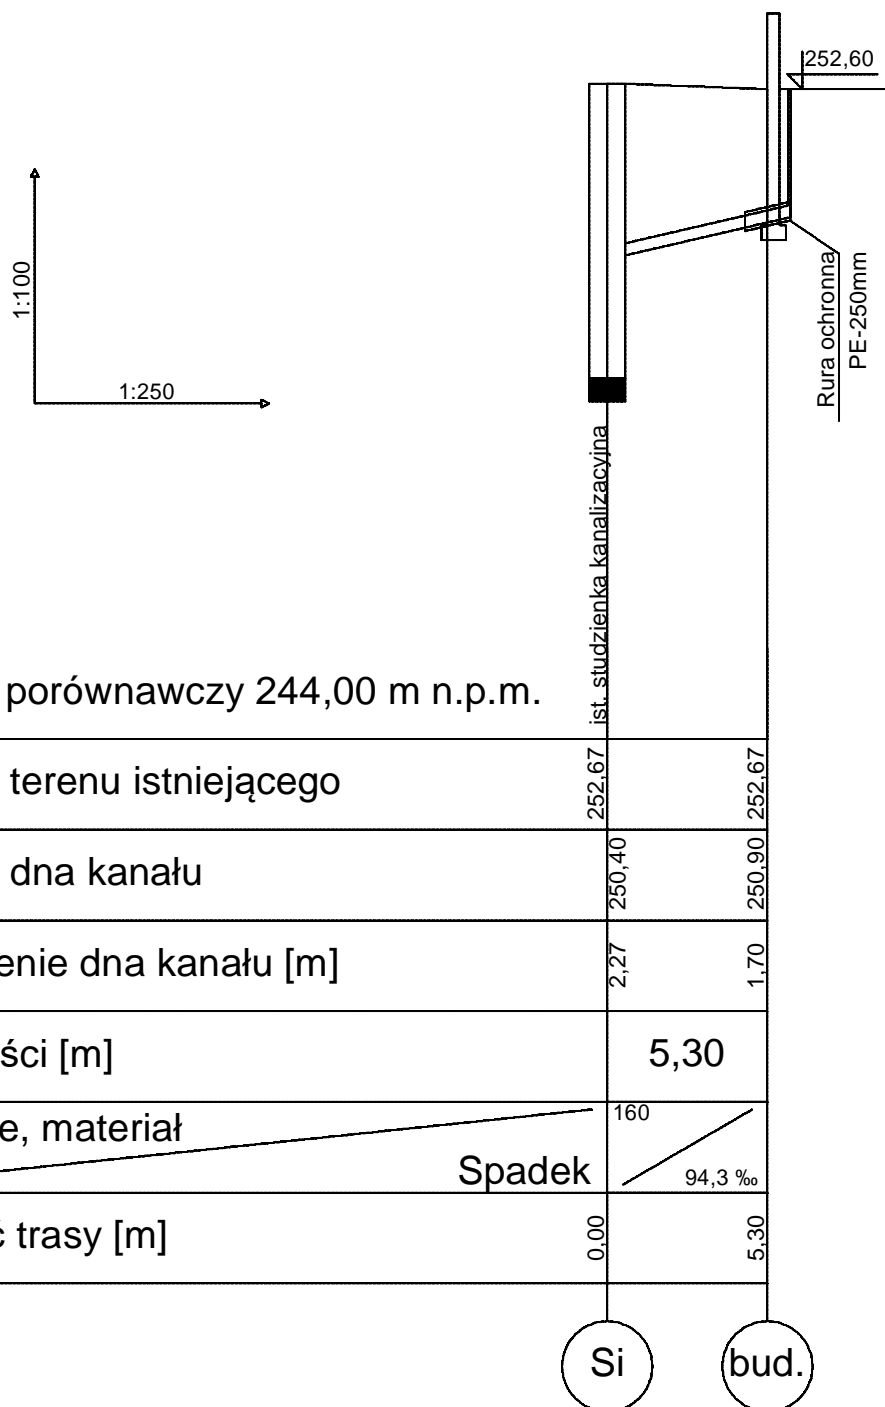 252,60
1:100
1:250
Rura ochronna
PE-250mm
ist. studzienka kanalizacyjna
porównawczy 244,00 m n.p.m.
terenu istniejącego 252,67 252,67
dna kanału 250,40 250,90
enie dna kanału [m] 2,27 1,70
ści [m] 5,30
e, materiał 160
Spadek 94,3 ‰
ć trasy [m] 0,00 5,30
Si bud.